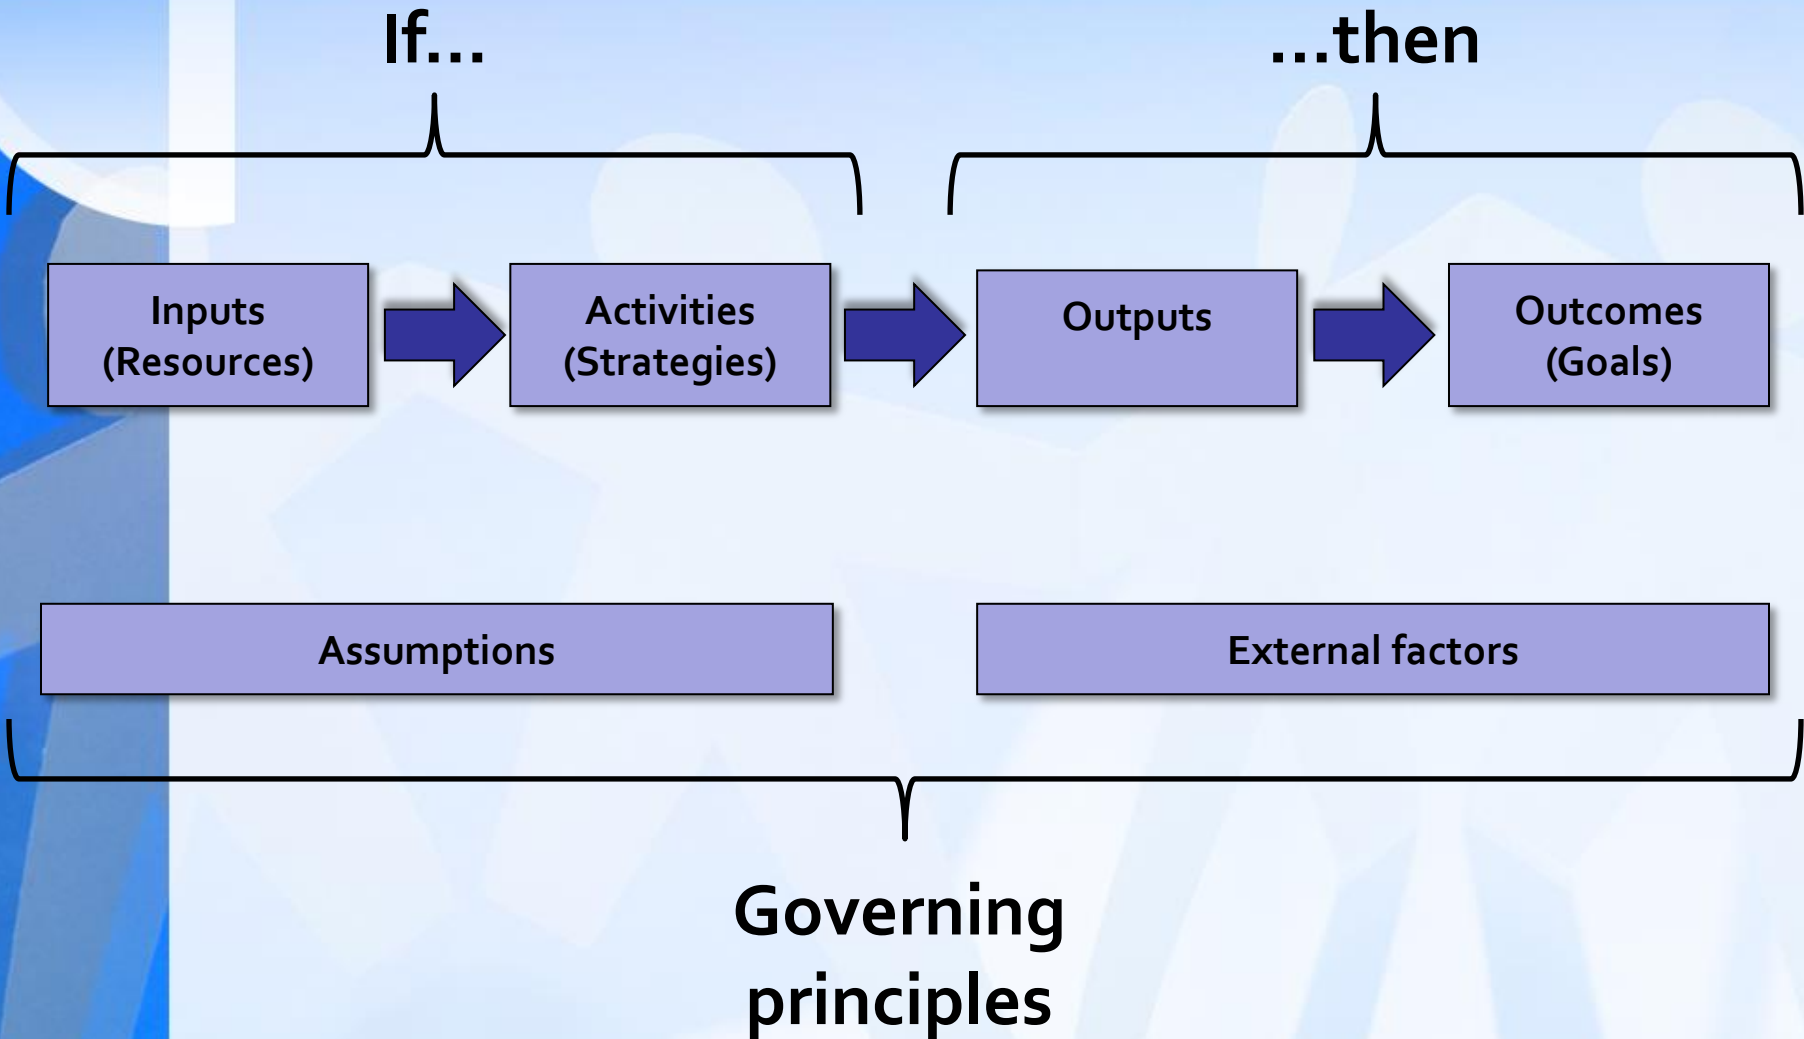 If...
...then
Inputs
(Resources)
Activities
(Strategies)
Outputs
Outcomes
(Goals)
Assumptions
External factors
Governing
principles